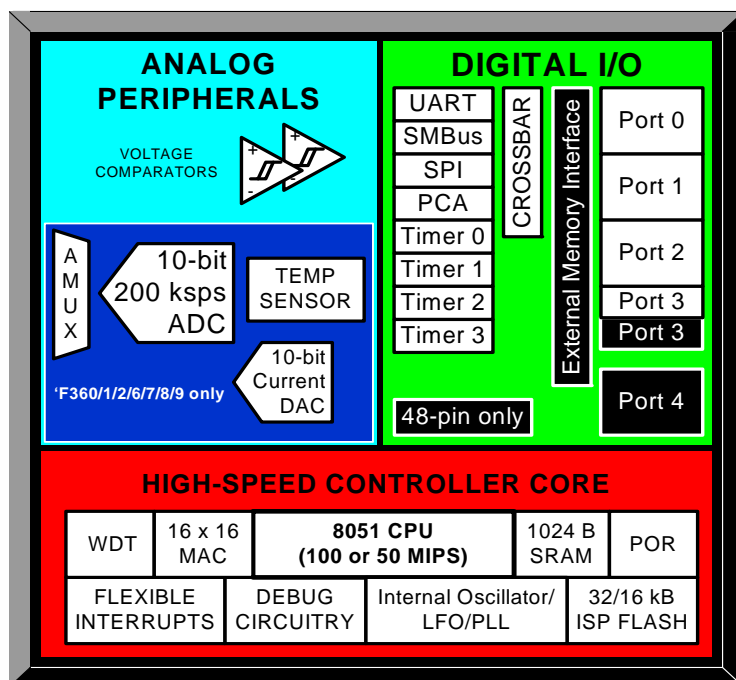 ANALOG
PERIPHERALS
VOLTAGE
COMPARATORS
+
-
+
-
AMUX
10-bit
200 ksps
ADC
TEMP
SENSOR
10-bit
Current
DAC
‘F360/1/2/6/7/8/9 only
DIGITAL I/O
UART
SMBus
SPI
PCA
Timer 0
Timer 1
Timer 2
Timer 3
CROSSBAR
External Memory Interface
Port 0
Port 1
Port 2
Port 3
Port 3
Port 4
48-pin only
HIGH-SPEED CONTROLLER CORE
WDT
16 x 16
MAC
8051 CPU
(100 or 50 MIPS)
1024 B
SRAM
POR
FLEXIBLE
INTERRUPTS
DEBUG
CIRCUITRY
Internal Oscillator/
LFO/PLL
32/16 kB
ISP FLASH